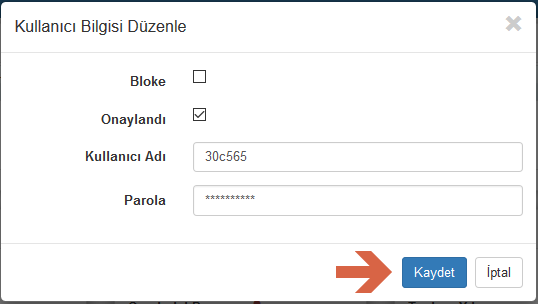 Kullanıcı Bilgisi Düzenle
Bloke
Onaylandı
Kullanıcı Adı 30c565
Parola **********
Kaydet İptal